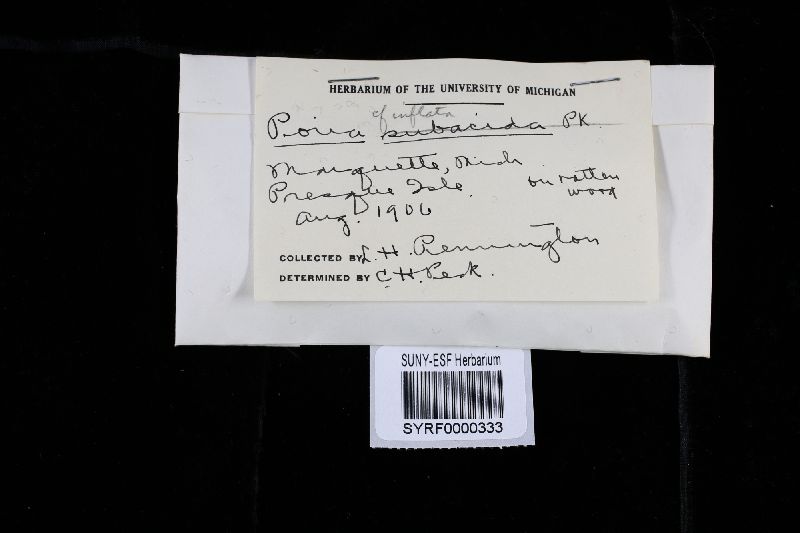 HERBARIUM OF THE UNIVERSITY OF MICHIGAN
cf inflata
Poria subacida PK.
Marquette, Mich
Presque Isle. on rotten wood
Aug. 1906
COLLECTED BY L. H. Pennington
DETERMINED BY C. H. Peck.
SUNY-ESF Herbarium
SYRF0000333